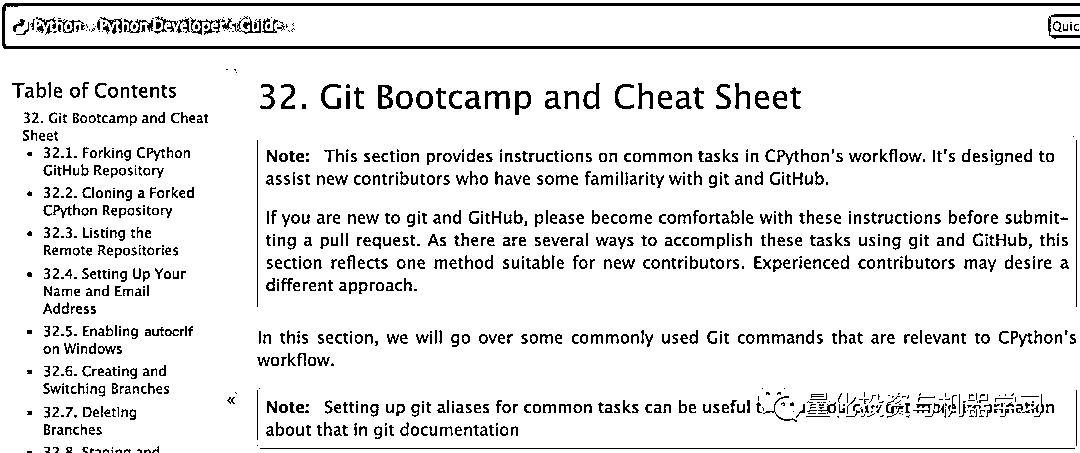 Python » Python Developer's Guide »
Quic
Table of Contents
32. Git Bootcamp and Cheat
Sheet
32.1. Forking CPython
GitHub Repository
32.2. Cloning a Forked
CPython Repository
32.3. Listing the
Remote Repositories
32.4. Setting Up Your
Name and Email
Address
32.5. Enabling autocrlf
on Windows
32.6. Creating and
Switching Branches
32.7. Deleting
Branches
32.8. Staging and
«
32. Git Bootcamp and Cheat Sheet
Note: This section provides instructions on common tasks in CPython's workflow. It's designed to
assist new contributors who have some familiarity with git and GitHub.
If you are new to git and GitHub, please become comfortable with these instructions before submit-
ting a pull request. As there are several ways to accomplish these tasks using git and GitHub, this
section reflects one method suitable for new contributors. Experienced contributors may desire a
different approach.
In this section, we will go over some commonly used Git commands that are relevant to CPython's
workflow.
Note: Setting up git aliases for common tasks can be useful get more information
about that in git documentation
量化投资与机器学习